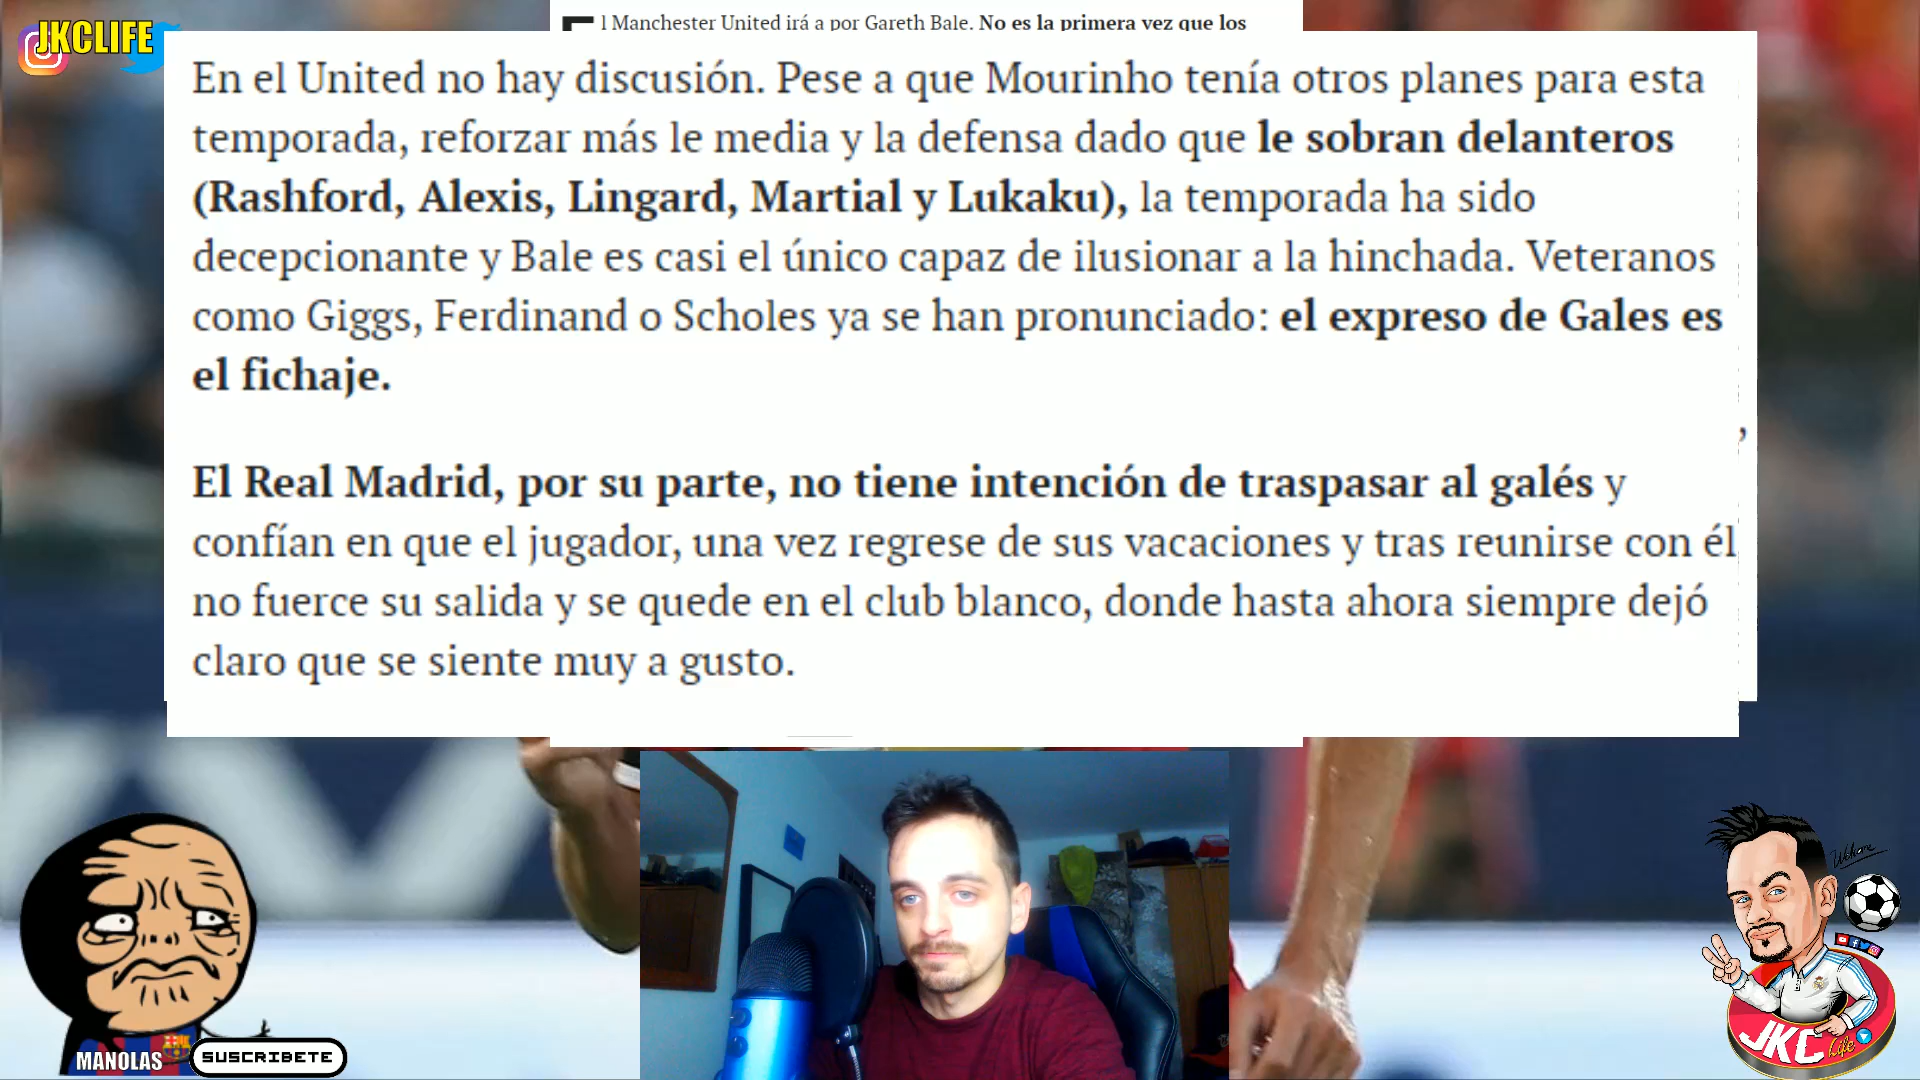 JKCLIFE
l Manchester United irá a por Gareth Bale. No es la primera vez que los
En el United no hay discusión. Pese a que Mourinho tenía otros planes para esta
temporada, reforzar más le media y la defensa dado que le sobran delanteros
(Rashford, Alexis, Lingard, Martial y Lukaku), la temporada ha sido
decepcionante y Bale es casi el único capaz de ilusionar a la hinchada. Veteranos
como Giggs, Ferdinand o Scholes ya se han pronunciado: el expreso de Gales es
el fichaje.
,
El Real Madrid, por su parte, no tiene intención de traspasar al galés y
confían en que el jugador, una vez regrese de sus vacaciones y tras reunirse con él
no fuerce su salida y se quede en el club blanco, donde hasta ahora siempre dejó
claro que se siente muy a gusto.
MANOLAS
SUSCRIBETE
JKC Life